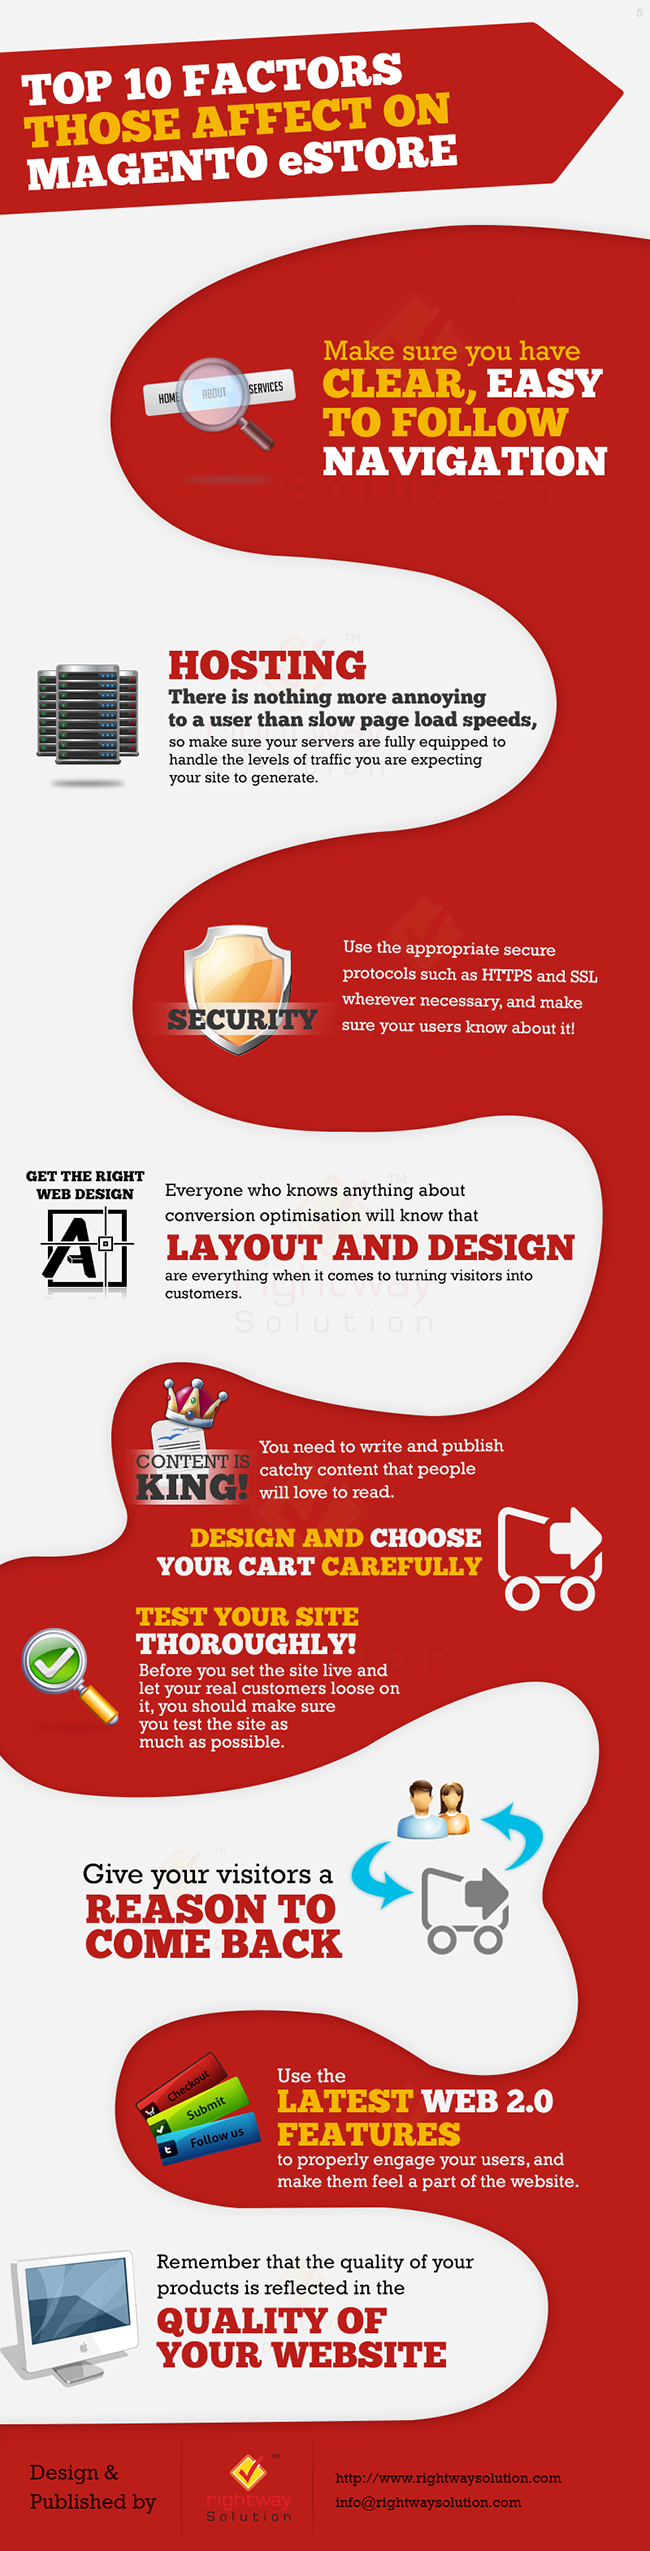 5
TOP 10 FACTORS
THOSE AFFECT ON
MAGENTO eSTORE
HOME ABOUT SERVICES
Make sure you have
CLEAR, EASY
TO FOLLOW
NAVIGATION
Solution
TM
HOSTING
There is nothing more annoying
to a user than slow page load speeds,
so make sure your servers are fully equipped to
handle the levels of traffic you are expecting
your site to generate.
SECURITY
Use the appropriate secure
protocols such as HTTPS and SSL
wherever necessary, and make
sure your users know about it!
GET THE RIGHT
WEB DESIGN
A
Everyone who knows anything about
conversion optimisation will know that
LAYOUT AND DESIGN
are everything when it comes to turning visitors into
customers.
TM
rightway
Solution
CONTENT IS
KING!
You need to write and publish
catchy content that people
will love to read.
DESIGN AND CHOOSE
YOUR CART CAREFULLY
TEST YOUR SITE
THOROUGHLY!
Before you set the site live and
let your real customers loose on
it, you should make sure
you test the site as
much as possible.
Give your visitors a
REASON TO
COME BACK
Checkout
Submit
Follow us
Use the
LATEST WEB 2.0
FEATURES
to properly engage your users, and
make them feel a part of the website.
Remember that the quality of your
products is reflected in the
QUALITY OF
YOUR WEBSITE
Design &
Published by
TM
rightway
Solution
http://www.rightwaysolution.com
info@rightwaysolution.com